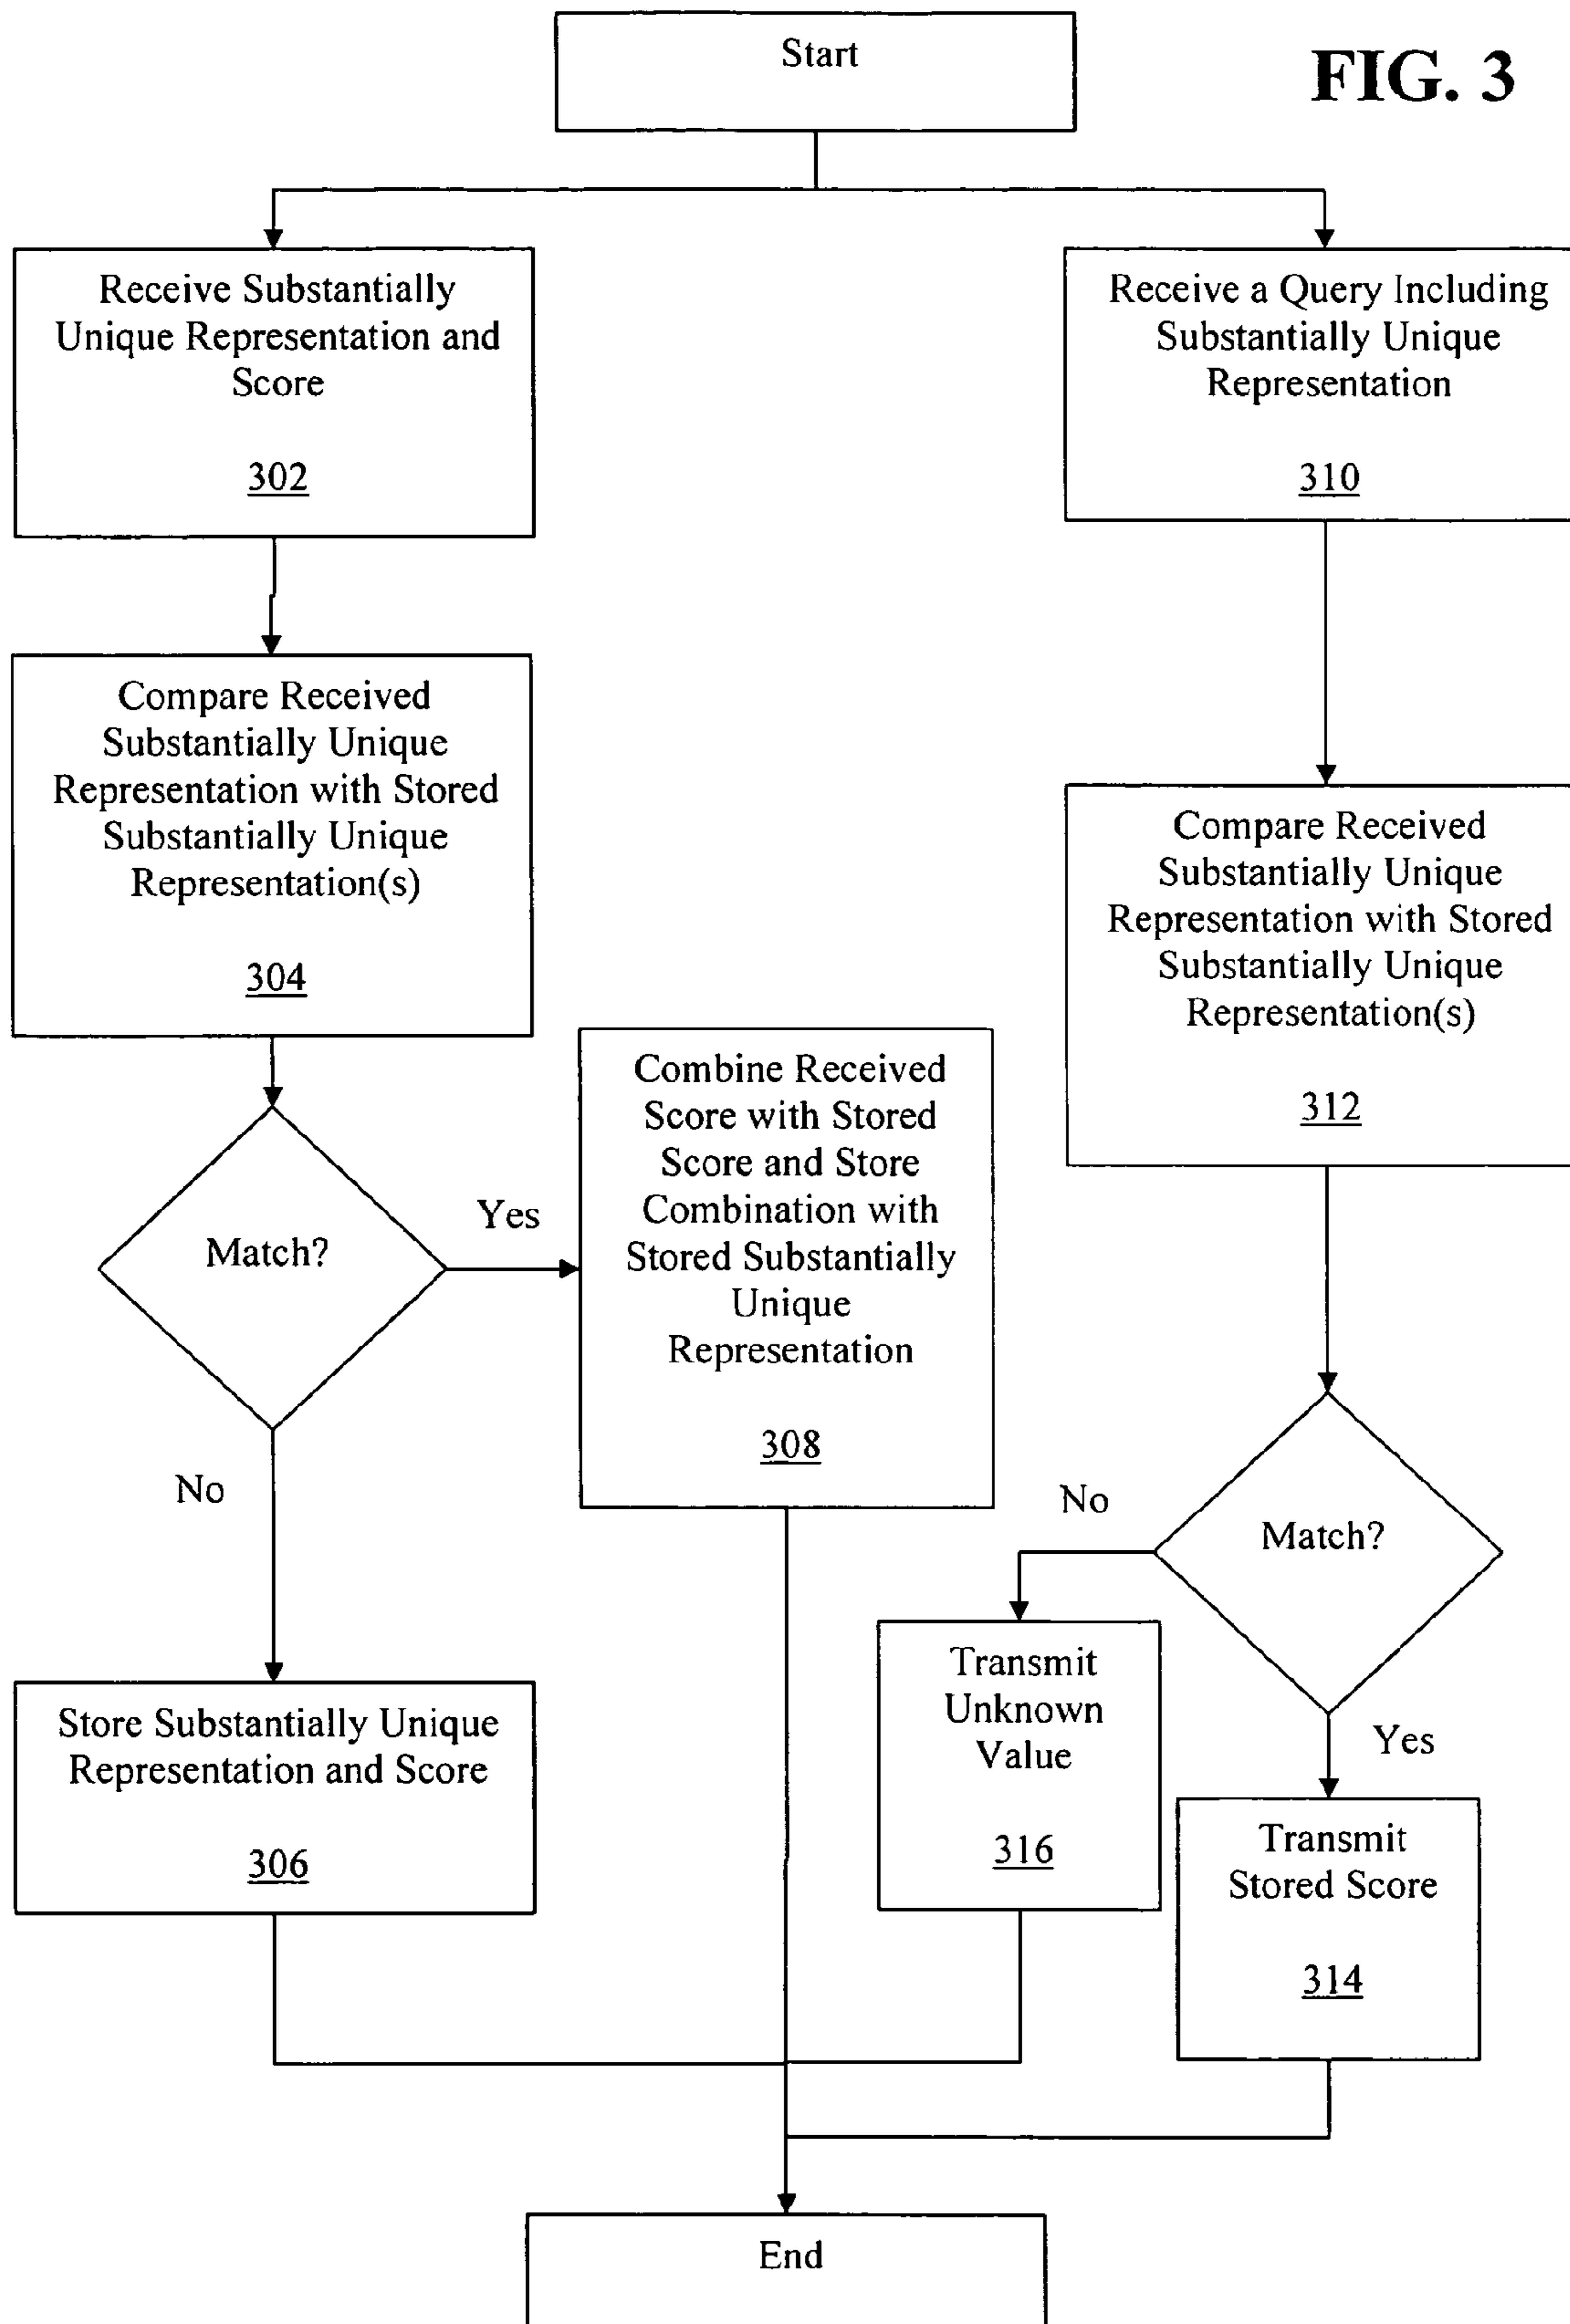 Start
FIG. 3
Receive Substantially
Unique Representation and
Score
302
Receive a Query Including
Substantially Unique
Representation
310
Compare Received
Substantially Unique
Representation with Stored
Substantially Unique
Representation(s)
304
Compare Received
Substantially Unique
Representation with Stored
Substantially Unique
Representation(s)
312
Match?
Yes
Combine Received
Score with Stored
Score and Store
Combination with
Stored Substantially
Unique
Representation
308
No
Match?
No
Yes
Store Substantially Unique
Representation and Score
306
Transmit
Unknown
Value
316
Transmit
Stored Score
314
End